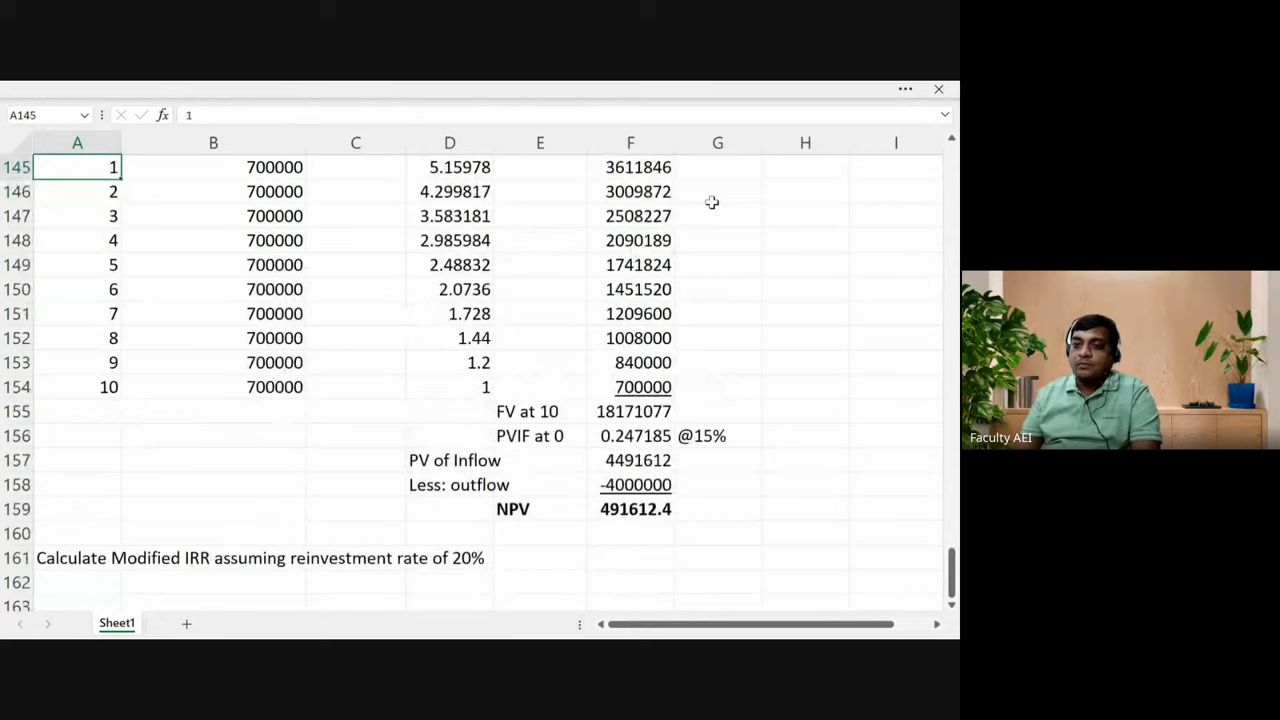 A145 fx 1
A B C D E F G H I
145 1 700000 5.15978 3611846
146 2 700000 4.299817 3009872
147 3 700000 3.583181 2508227
148 4 700000 2.985984 2090189
149 5 700000 2.48832 1741824
150 6 700000 2.0736 1451520
151 7 700000 1.728 1209600
152 8 700000 1.44 1008000
153 9 700000 1.2 840000
154 10 700000 1 700000
155 FV at 10 18171077
156 PVIF at 0 0.247185 @15%
157 PV of Inflow 4491612
158 Less: outflow -4000000
159 NPV 491612.4
160
161 Calculate Modified IRR assuming reinvestment rate of 20%
162
163
Sheet1
Faculty AEI